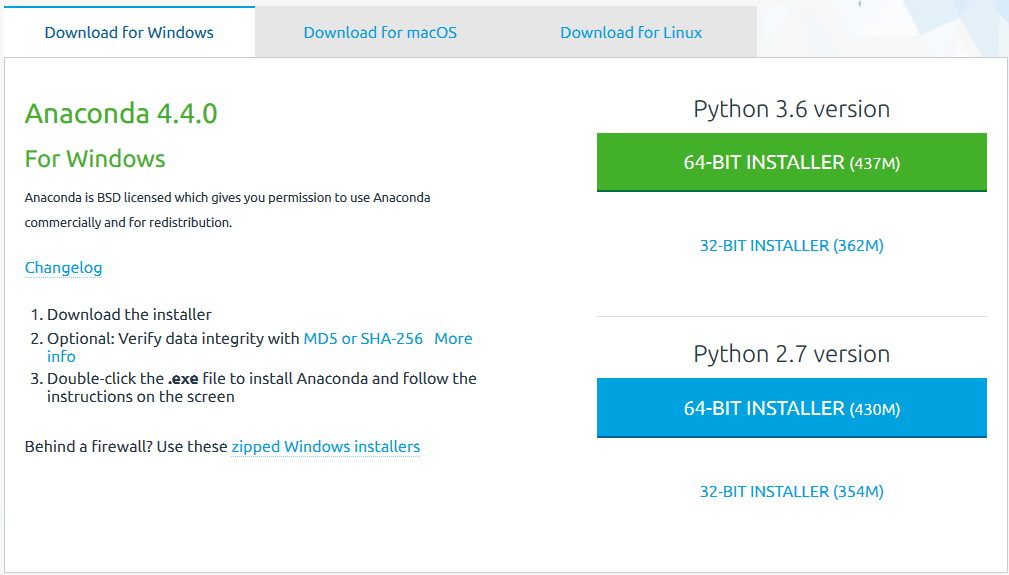 Download for Windows
Download for macOS
Download for Linux
Anaconda 4.4.0
For Windows
Anaconda is BSD licensed which gives you permission to use Anaconda
commercially and for redistribution.
Changelog
1. Download the installer
2. Optional: Verify data integrity with MD5 or SHA-256 More
info
3. Double-click the .exe file to install Anaconda and follow the
instructions on the screen
Behind a firewall? Use these zipped Windows installers
Python 3.6 version
64-BIT INSTALLER (437M)
32-BIT INSTALLER (362M)
Python 2.7 version
64-BIT INSTALLER (430M)
32-BIT INSTALLER (354M)